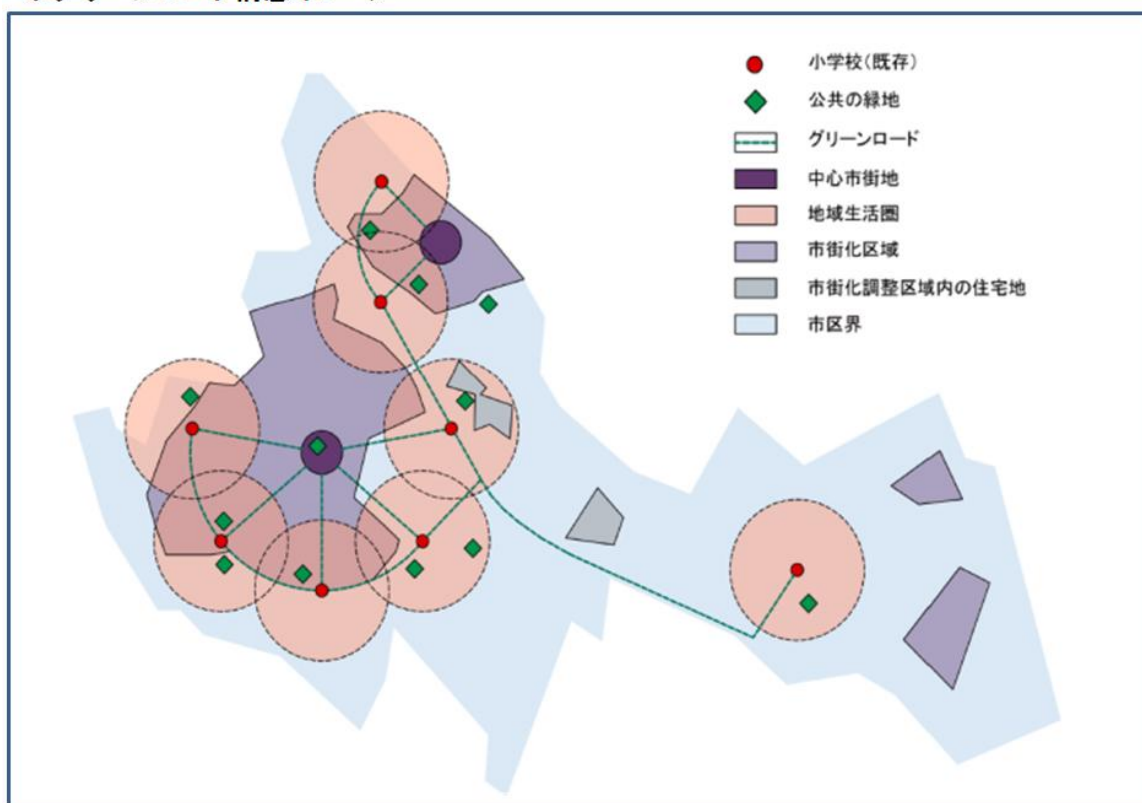 小学校(既存)
公共の緑地
グリーンロード
中心市街地
地域生活圏
市街化区域
市街化調整区域内の住宅地
市区界